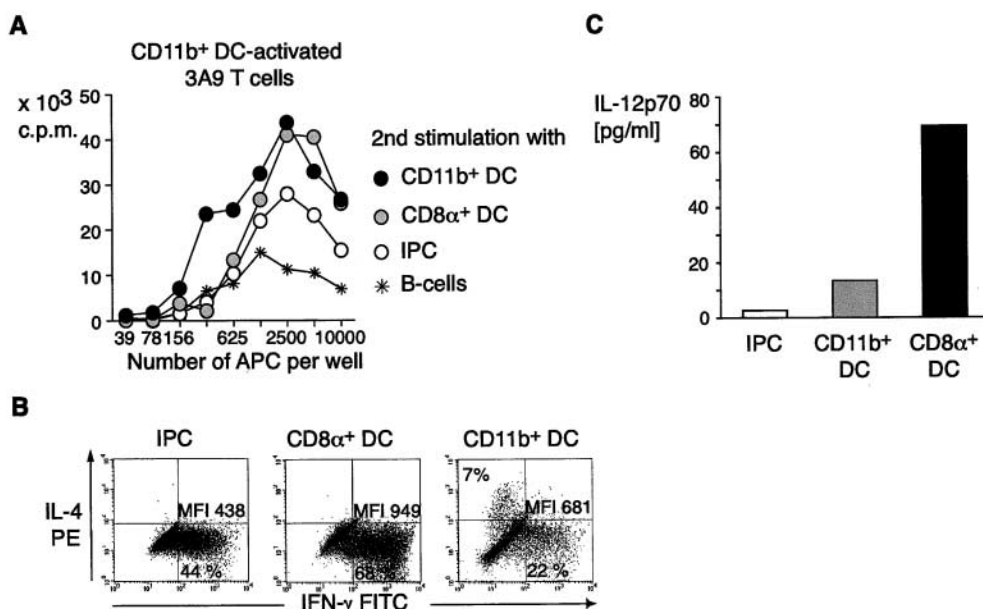 A
CD11b⁺ DC-activated
3A9 T cells
x 10³
c.p.m.
50
40
30
20
10
0
39 78 156 625 2500 10000
Number of APC per well
2nd stimulation with
CD11b⁺ DC
CD8α⁺ DC
IPC
B-cells
C
IL-12p70
[pg/ml]
80
60
40
20
0
IPC
CD11b⁺
DC
CD8α⁺
DC
B
IPC
CD8α⁺ DC
CD11b⁺ DC
IL-4
PE
MFI 438
44 %
MFI 949
68 %
7%
MFI 681
22 %
IFN-γ FITC